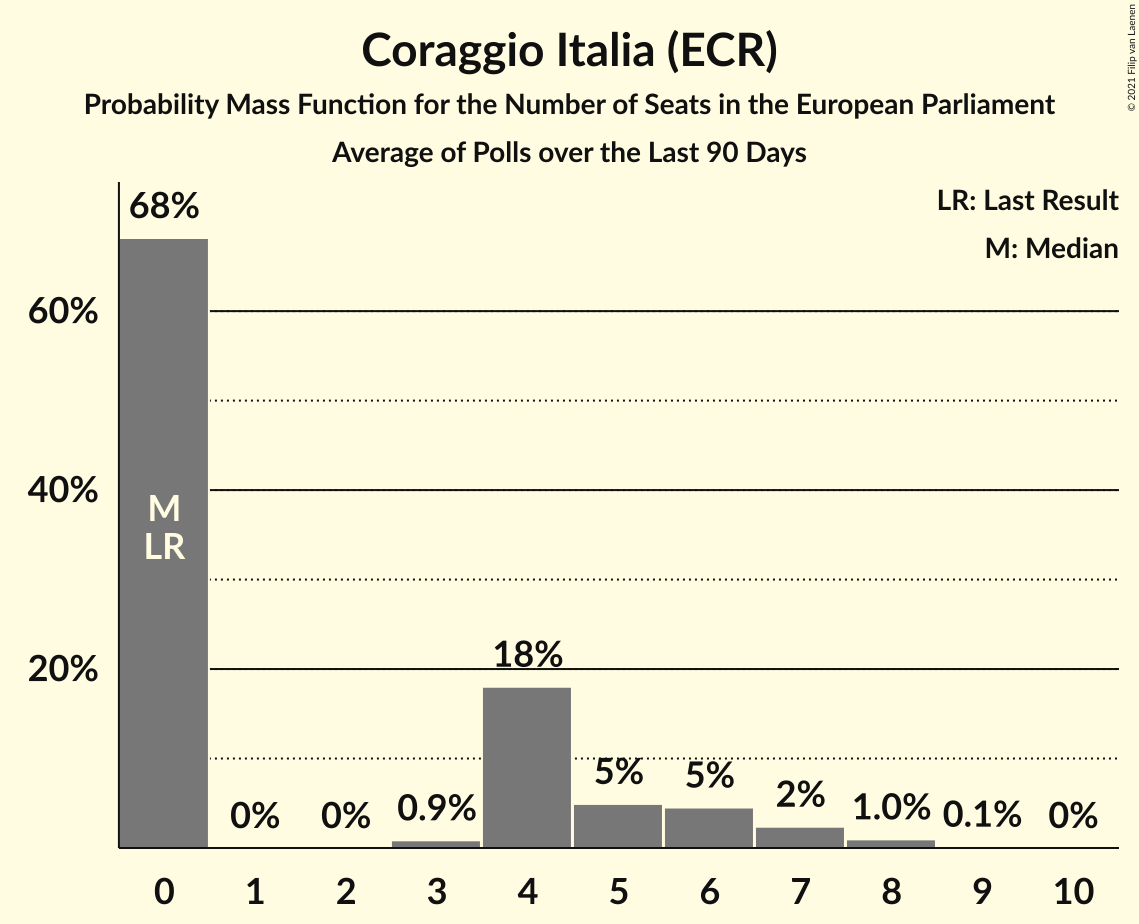 Coraggio Italia (ECR)
Probability Mass Function for the Number of Seats in the European Parliament
Average of Polls over the Last 90 Days
© 2021 Filip van Laenen
LR: Last Result
M: Median
60%
40%
20%
68%
M
LR
0%
0%
0.9%
18%
5%
5%
2%
1.0%
0.1%
0%
0 1 2 3 4 5 6 7 8 9 10